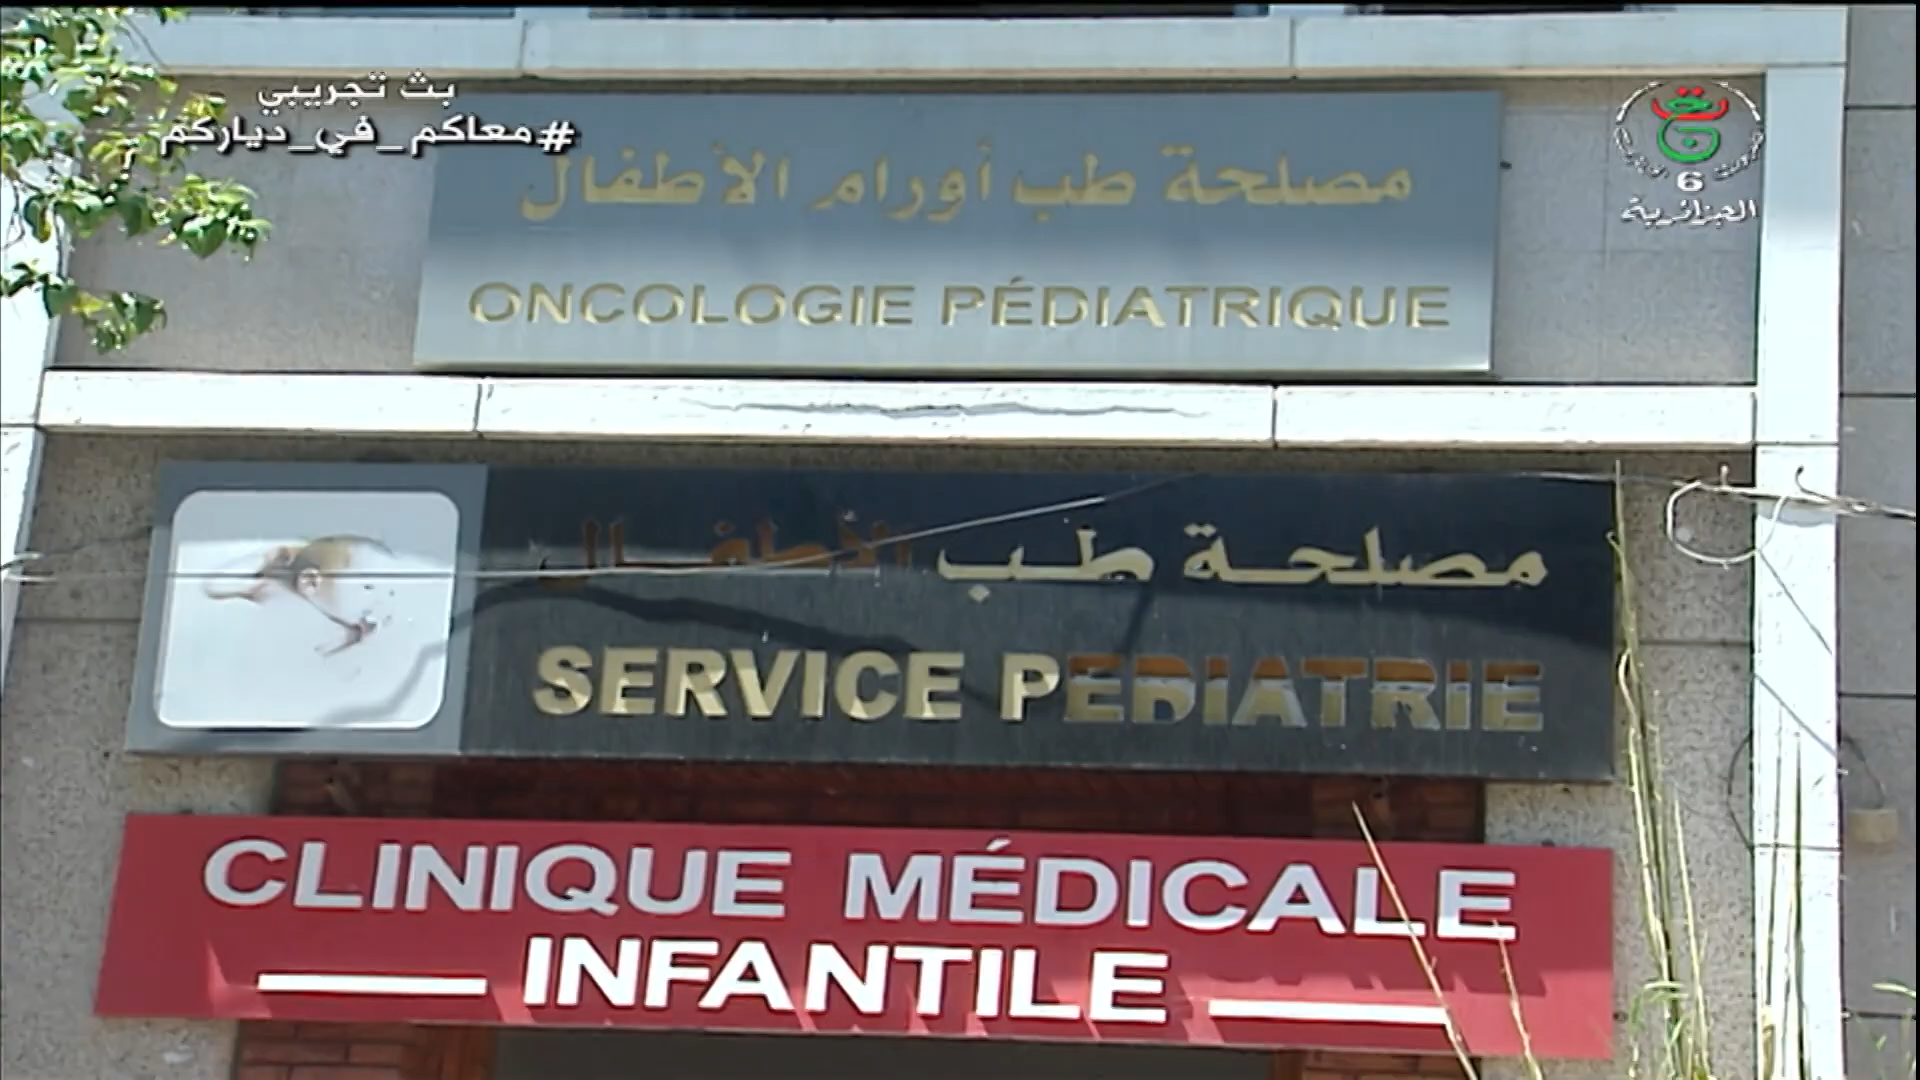 بث تجريبي
#معاكم_في_دياركم
6
الجزائرية
مصلحة طب أورام الأطفال
ONCOLOGIE PÉDIATRIQUE
مصلحة طب الأطفال
SERVICE PEDIATRIE
CLINIQUE MÉDICALE
INFANTILE